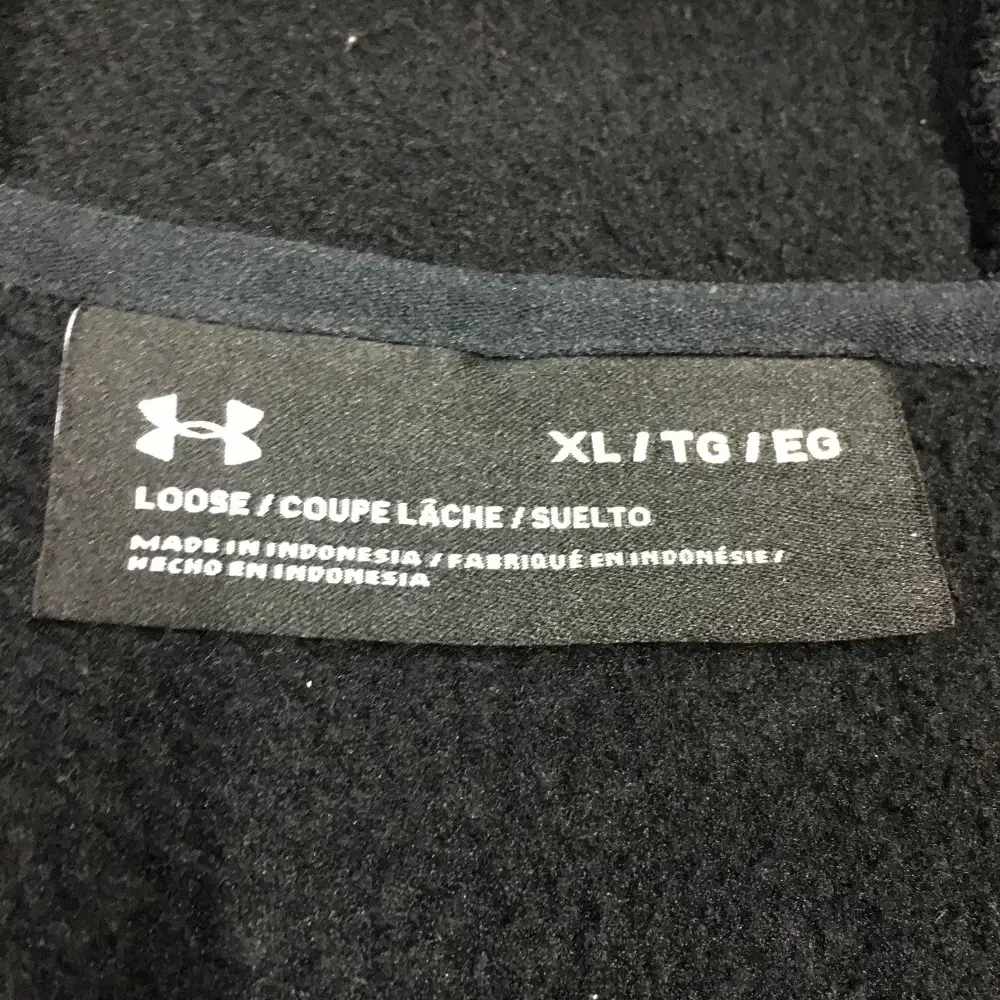 XL / TG / EG
LOOSE / COUPE LÂCHE / SUELTO
MADE IN INDONESIA / FABRIQUÉ EN INDONÉSIE /
HECHO EN INDONESIA